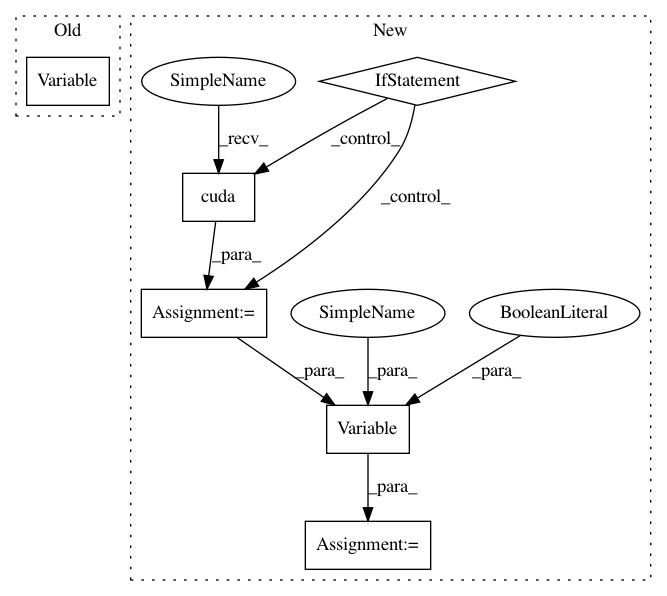 Old
New
Variable
SimpleName
IfStatement
_recv_
_control_
cuda
_control_
_para_
Assignment:=
SimpleName
BooleanLiteral
_para_
_para_
_para_
Variable
_para_
Assignment:=